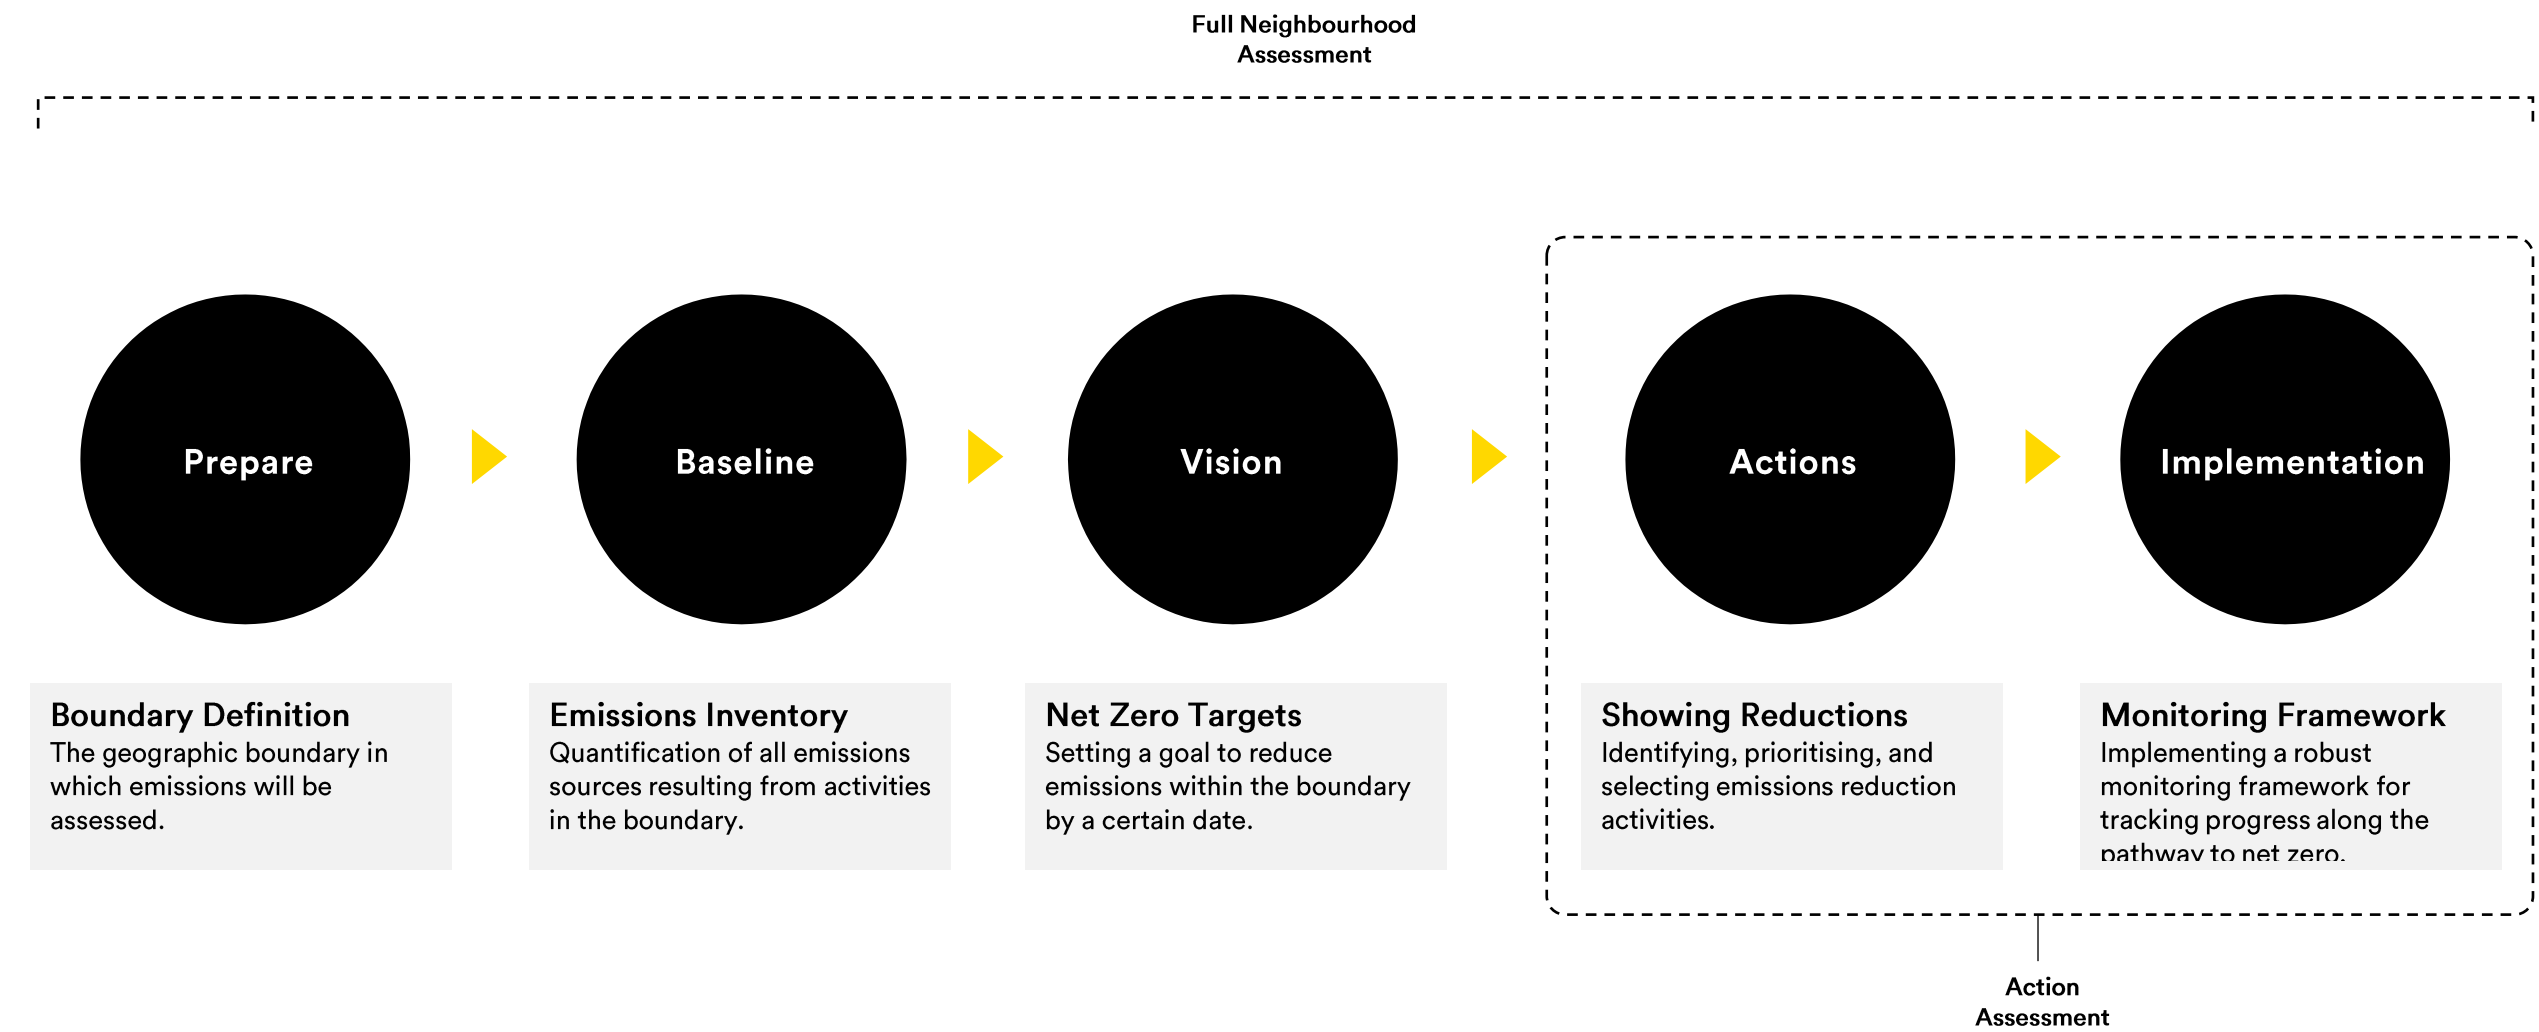 Full Neighbourhood
Assessment
Prepare
Baseline
Vision
Actions
Implementation
Boundary Definition
The geographic boundary in
which emissions will be
assessed.
Emissions Inventory
Quantification of all emissions
sources resulting from activities
in the boundary.
Net Zero Targets
Setting a goal to reduce
emissions within the boundary
by a certain date.
Showing Reductions
Identifying, prioritising, and
selecting emissions reduction
activities.
Monitoring Framework
Implementing a robust
monitoring framework for
tracking progress along the
pathway to net zero.
Action
Assessment